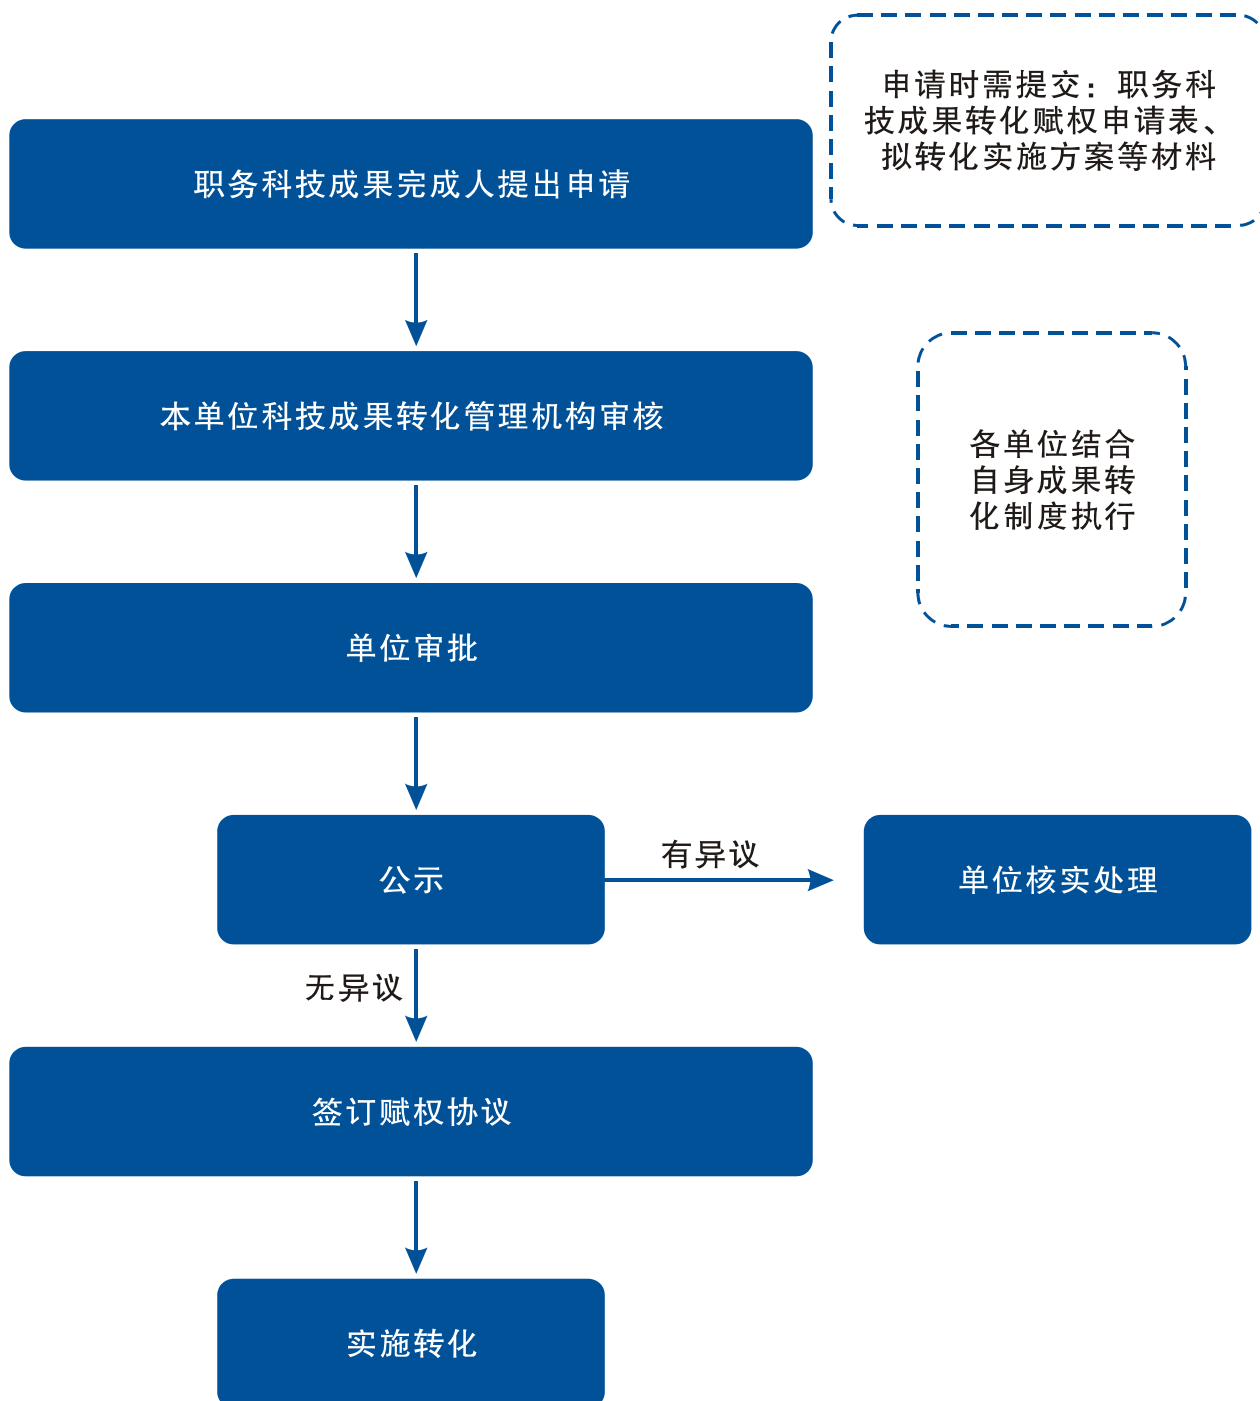 申请时需提交：职务科
技成果转化赋权申请表、
拟转化实施方案等材料
职务科技成果完成人提出申请
本单位科技成果转化管理机构审核
各单位结合
自身成果转
化制度执行
单位审批
公示
有异议
单位核实处理
无异议
签订赋权协议
实施转化